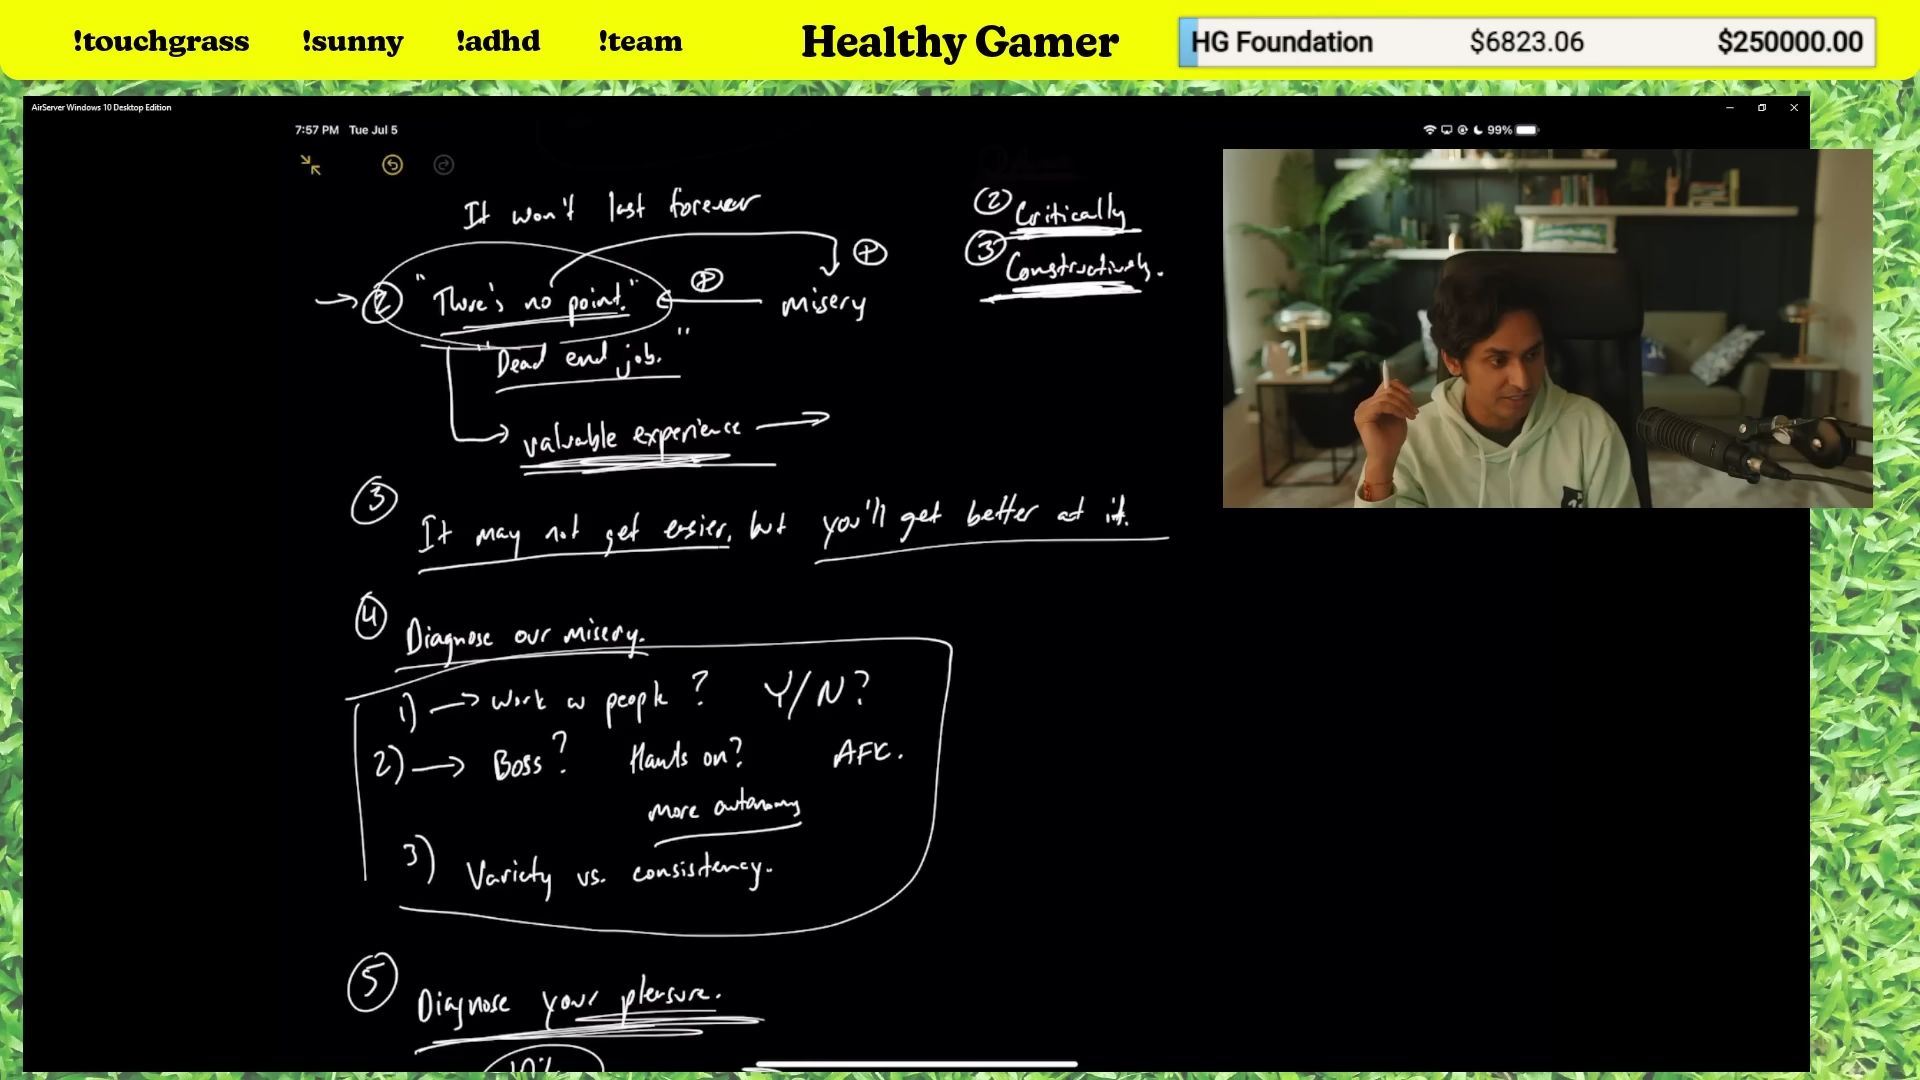 !touchgrass !sunny !adhd !team Healthy Gamer HG Foundation $6823.06 $250000.00
AirServer Windows 10 Desktop Edition
7:57 PM Tue Jul 5 99%
It won't last forever
② Critically
③ Constructively.
② "There's no point." misery
"Dead end job."
valuable experience
③ It may not get easier, but you'll get better at it.
④ Diagnose our misery.
1) → Work w people? Y/N?
2) → Boss? Hands on? AFK.
more autonomy
3) Variety vs. consistency.
⑤ Diagnose your pleasure.